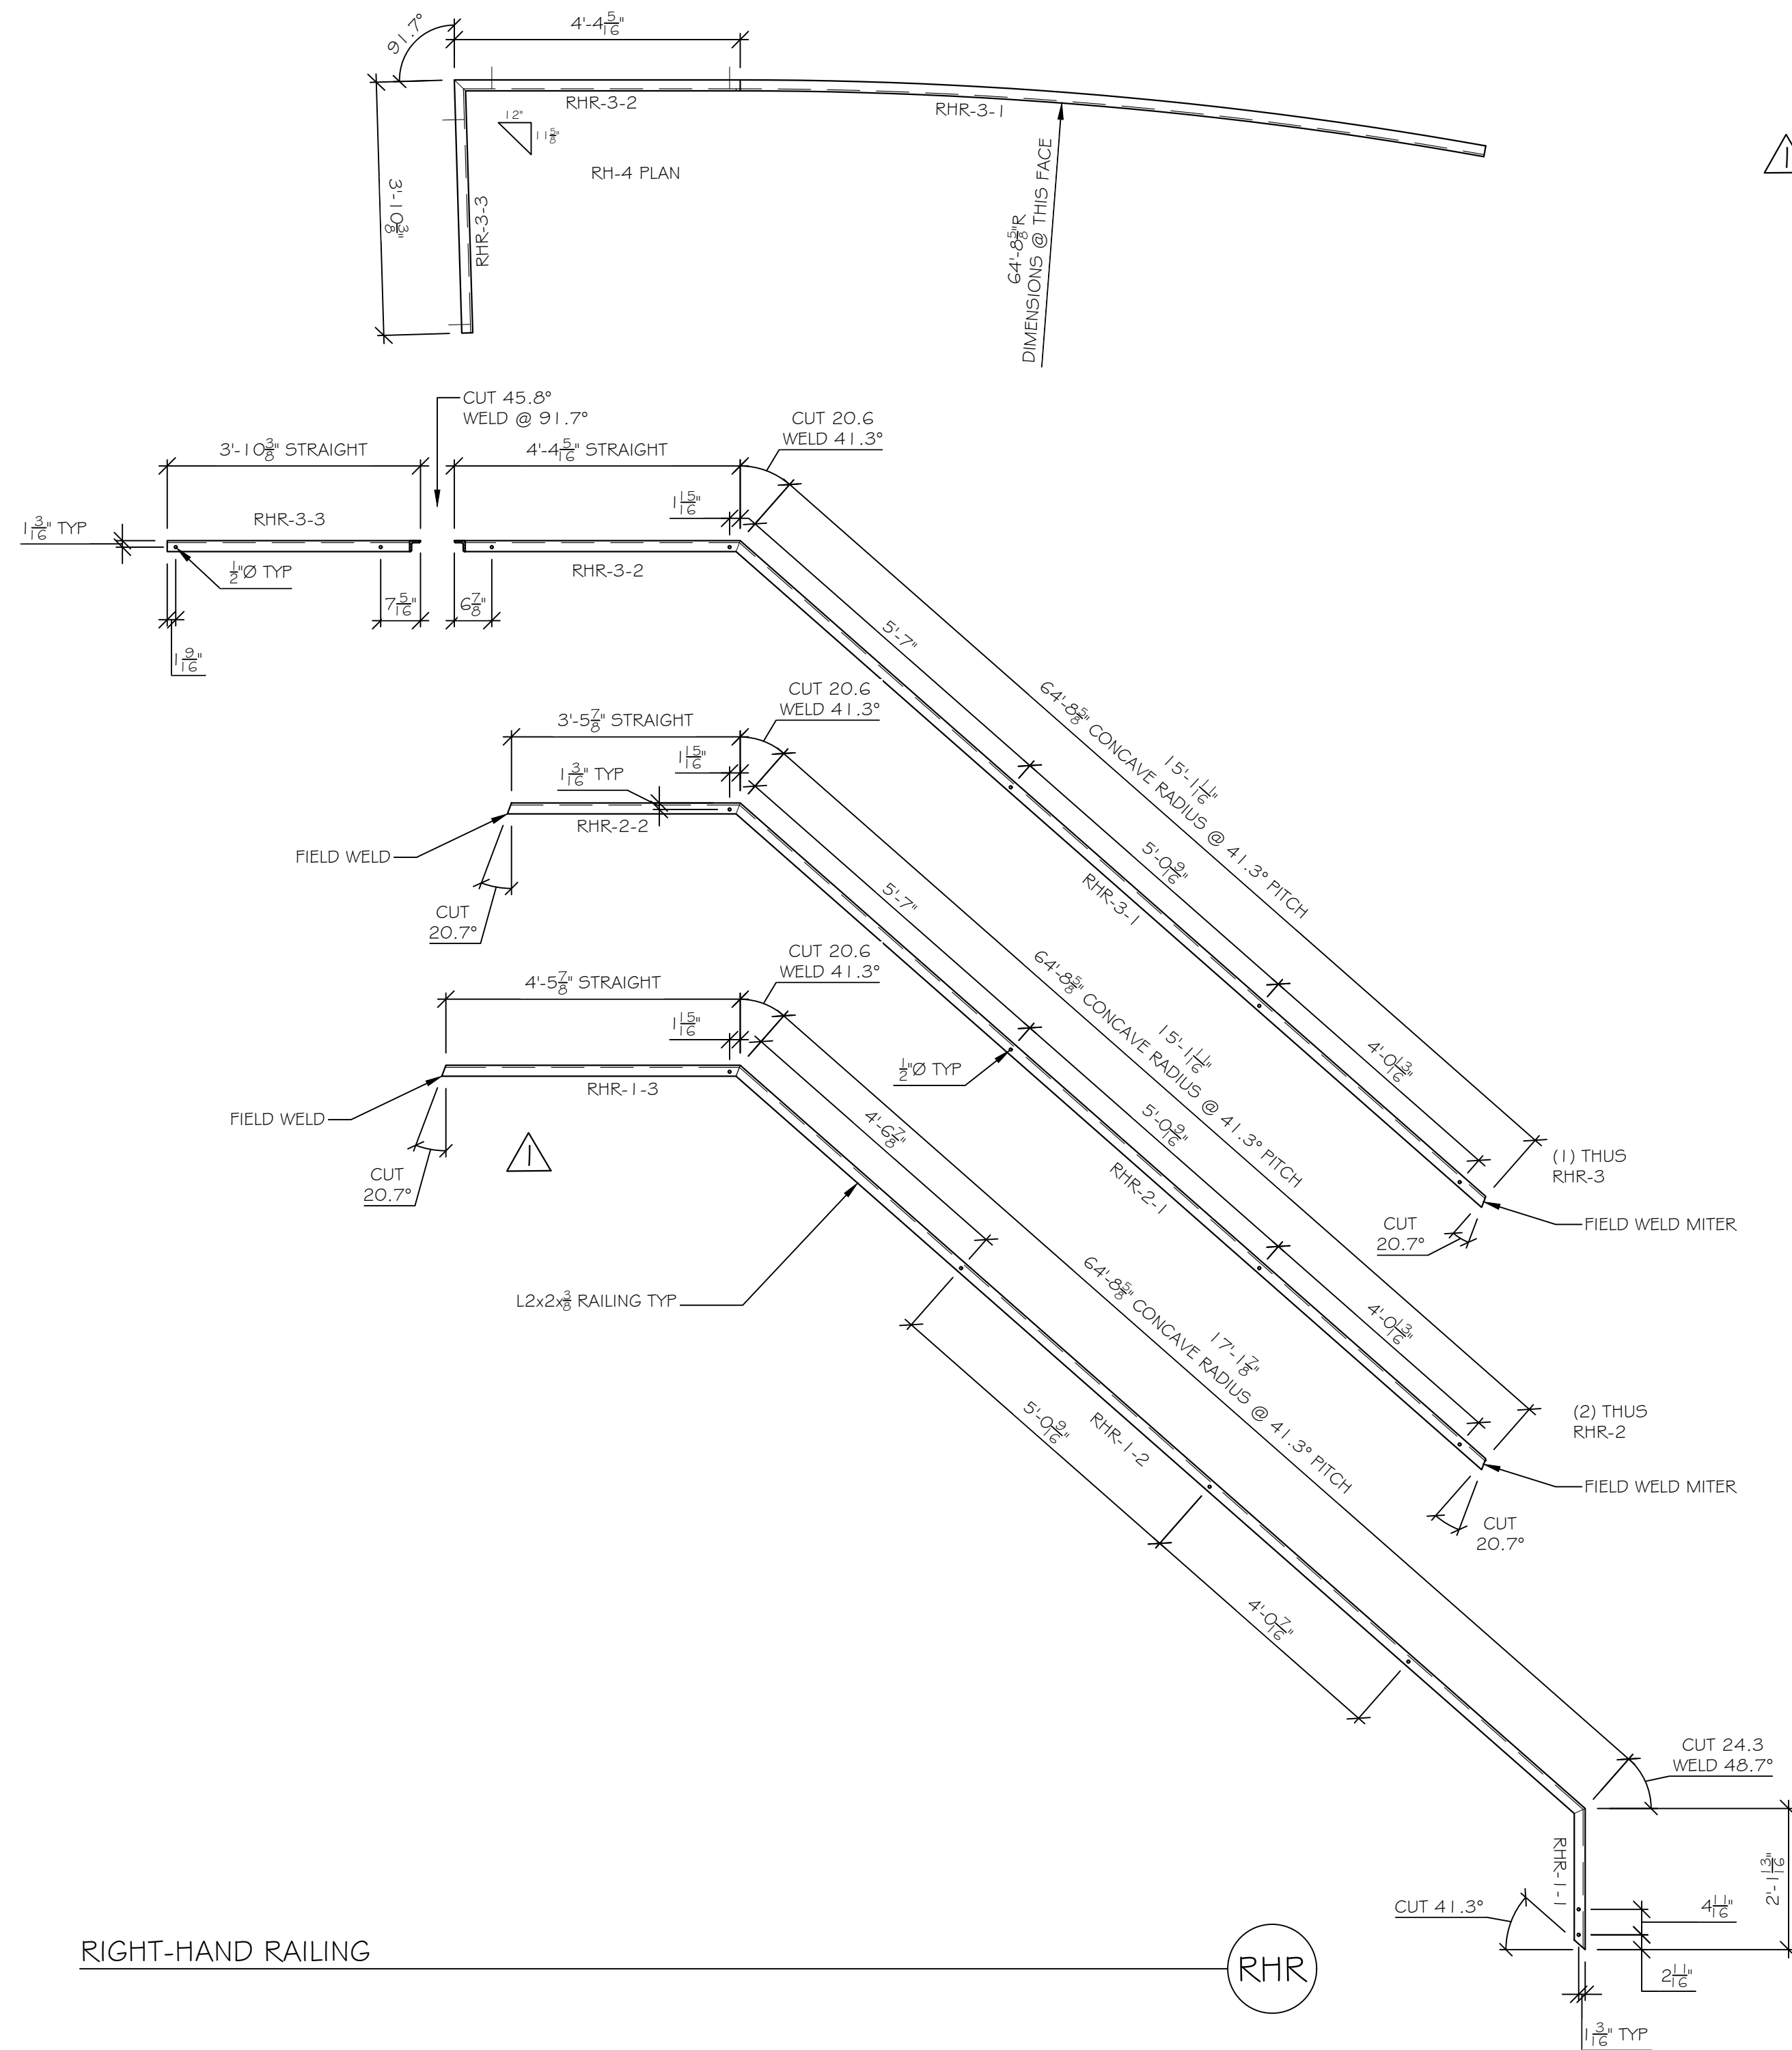 91.7°
4'-4 5/16"
RHR-3-2
RHR-3-1
12"
11 5/8"
RH-4 PLAN
3'-10 3/8"
RHR-3-3
64'-8 5/8"R
DIMENSIONS @ THIS FACE
1
CUT 45.8°
WELD @ 91.7°
CUT 20.6
WELD 41.3°
3'-10 3/8" STRAIGHT
4'-4 5/16" STRAIGHT
1 15/16"
1 3/16" TYP
RHR-3-3
1/2"Ø TYP
RHR-3-2
7 5/16"
6 7/8"
1 9/16"
5'-7"
64'-8 5/8" CONCAVE RADIUS @ 41.3° PITCH
15'-1 11/16"
5'-0 9/16"
RHR-3-1
4'-0 13/16"
(1) THUS
RHR-3
FIELD WELD MITER
CUT
20.7°
CUT 20.6
WELD 41.3°
3'-5 7/8" STRAIGHT
1 15/16"
1 3/16" TYP
RHR-2-2
FIELD WELD
CUT
20.7°
5'-7"
64'-8 5/8" CONCAVE RADIUS @ 41.3° PITCH
15'-1 11/16"
1/2"Ø TYP
5'-0 9/16"
RHR-2-1
4'-0 13/16"
(2) THUS
RHR-2
FIELD WELD MITER
CUT
20.7°
CUT 20.6
WELD 41.3°
4'-5 7/8" STRAIGHT
1 15/16"
RHR-1-3
FIELD WELD
CUT
20.7°
1
4'-6 7/8"
L2x2x3/8 RAILING TYP
64'-8 5/8" CONCAVE RADIUS @ 41.3° PITCH
17'-1 7/8"
5'-0 9/16"
RHR-1-2
4'-0 7/16"
CUT 24.3
WELD 48.7°
RHR-1-1
2'-1 13/16"
CUT 41.3°
4 11/16"
2 11/16"
1 3/16" TYP
RIGHT-HAND RAILING
RHR